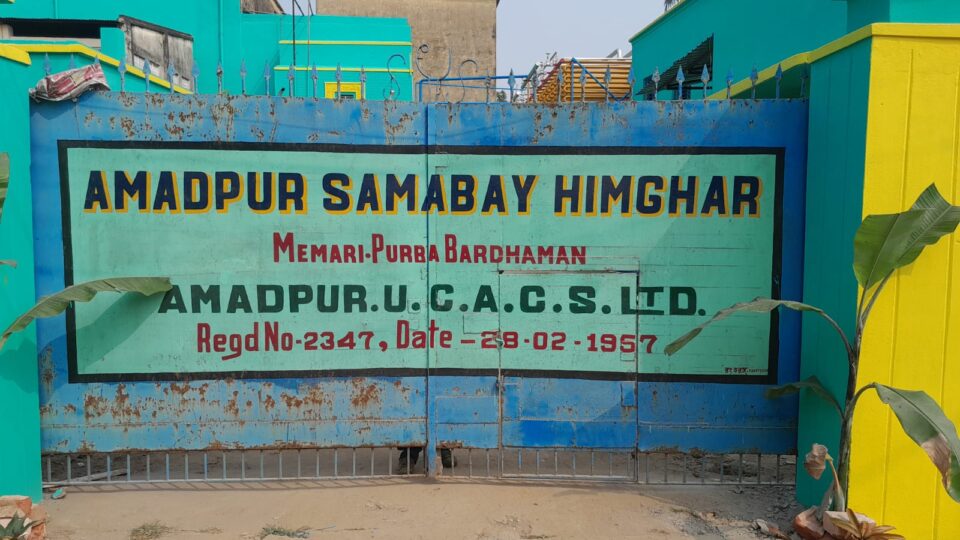 AMADPUR SAMABAY HIMGHAR
MEMARI-PURBA BARDHAMAN
AMADPUR.U.C.A.C.S.LTD.
Regd No-2347, Date - 28-02-1957